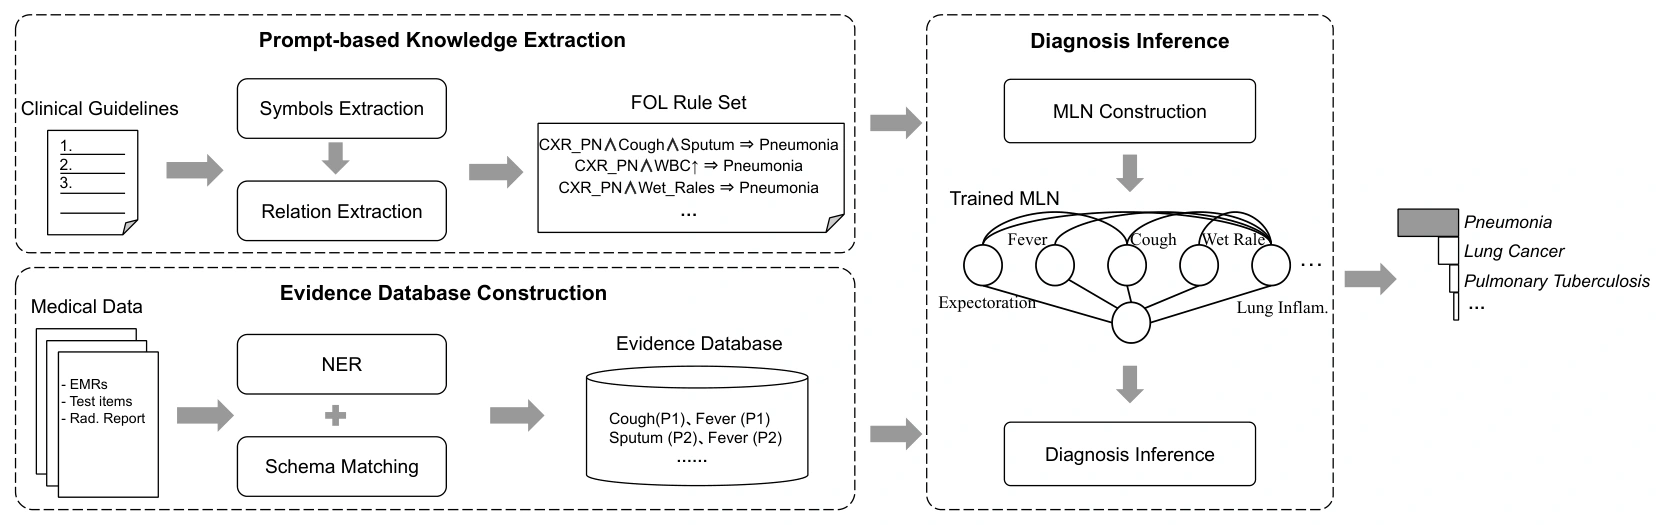 Prompt-based Knowledge Extraction
Clinical Guidelines
1.
2.
3.
Symbols Extraction
Relation Extraction
FOL Rule Set
CXR_PN∧Cough∧Sputum ⇒ Pneumonia
CXR_PN∧WBC↑ ⇒ Pneumonia
CXR_PN∧Wet_Rales ⇒ Pneumonia
...
Evidence Database Construction
Medical Data
- EMRs
- Test items
- Rad. Report
NER
Schema Matching
Evidence Database
Cough(P1)、Fever (P1)
Sputum (P2)、Fever (P2)
......
Diagnosis Inference
MLN Construction
Trained MLN
Fever
Cough
Wet Rale
...
Expectoration
Lung Inflam.
Diagnosis Inference
Pneumonia
Lung Cancer
Pulmonary Tuberculosis
...